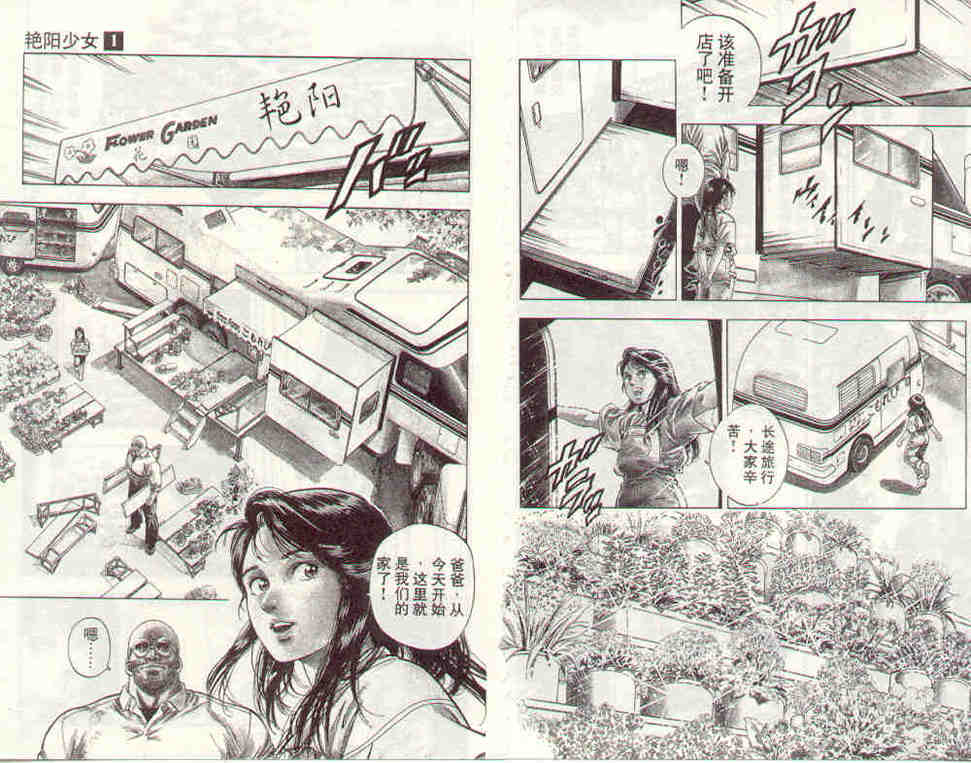 该准备开
店了吧!
嗯!
长途旅行
,大家辛
苦!
艳阳少女 1
FLOWER GARDEN
花 园
艳阳
爸爸,从
今天开始
,这里就
是我们的
家了!
嗯……